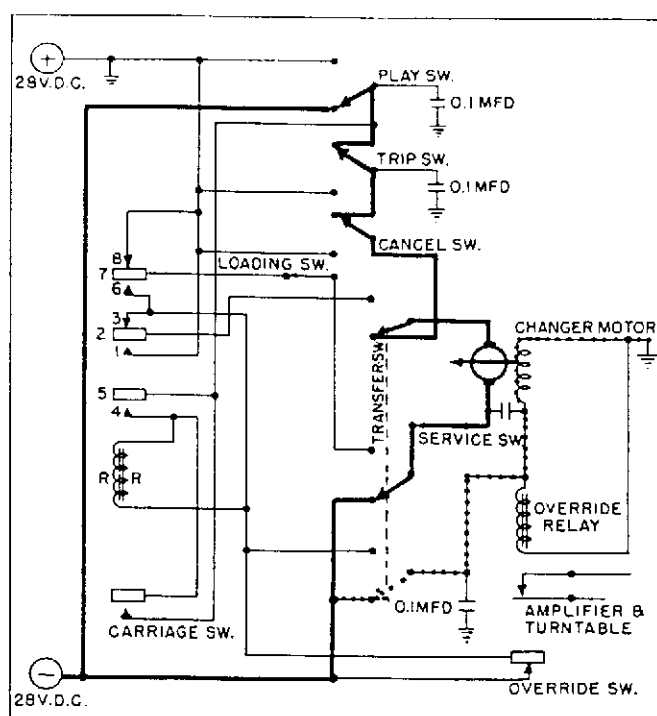 +
28V.D.C.
PLAY SW.
0.1 MFD
TRIP SW.
0.1 MFD
CANCEL SW.
8
7
LOADING SW.
6
3
2
1
CHANGER MOTOR
TRANSFER SW.
5
4
SERVICE SW.
R R
OVERRIDE
RELAY
0.1 MFD
AMPLIFIER &
TURNTABLE
CARRIAGE SW.
−
28V.D.C.
OVERRIDE SW.